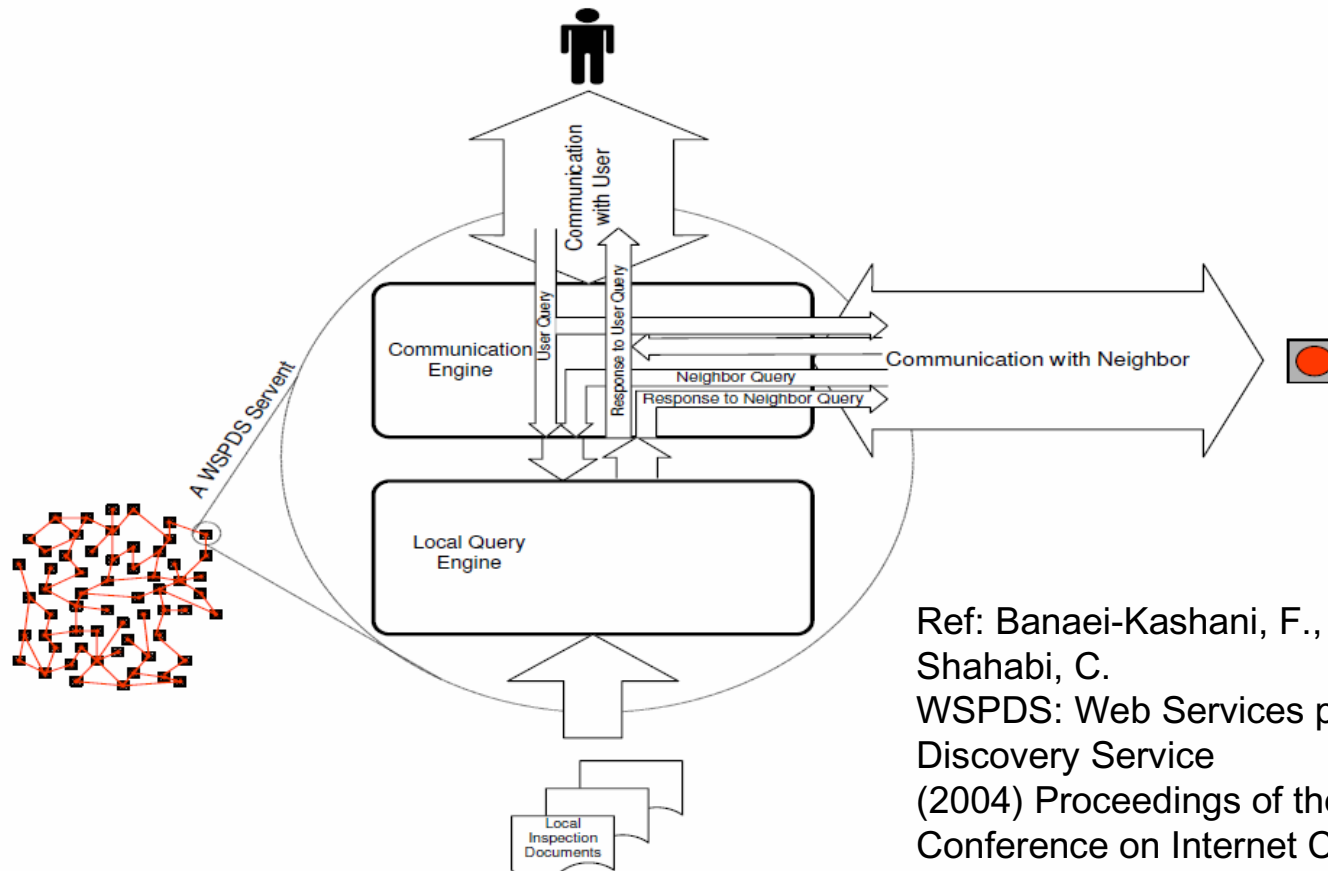 Communication
with User
User Query
Response to User Query
Communication
Engine
Communication with Neighbor
Neighbor Query
Response to Neighbor Query
A WSPDS Servent
Local Query
Engine
Local
Inspection
Documents
Ref: Banaei-Kashani, F.,
Shahabi, C.
WSPDS: Web Services p
Discovery Service
(2004) Proceedings of the
Conference on Internet C